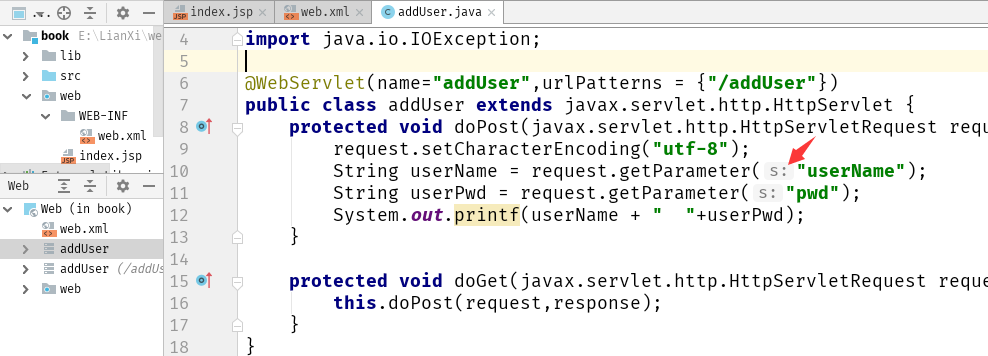 index.jsp × web.xml × addUser.java ×
book E:\LianXi\we
lib
src
web
WEB-INF
web.xml
index.jsp
Web
Web (in book)
web.xml
addUser
addUser (/addUs
web
4 import java.io.IOException;
5
6 @WebServlet(name="addUser",urlPatterns = {"/addUser"})
7 public class addUser extends javax.servlet.http.HttpServlet {
8 protected void doPost(javax.servlet.http.HttpServletRequest requ
9 request.setCharacterEncoding("utf-8");
10 String userName = request.getParameter( s: "userName");
11 String userPwd = request.getParameter( s: "pwd");
12 System.out.printf(userName + "  "+userPwd);
13 }
14
15 protected void doGet(javax.servlet.http.HttpServletRequest reque
16 this.doPost(request,response);
17 }
18 }